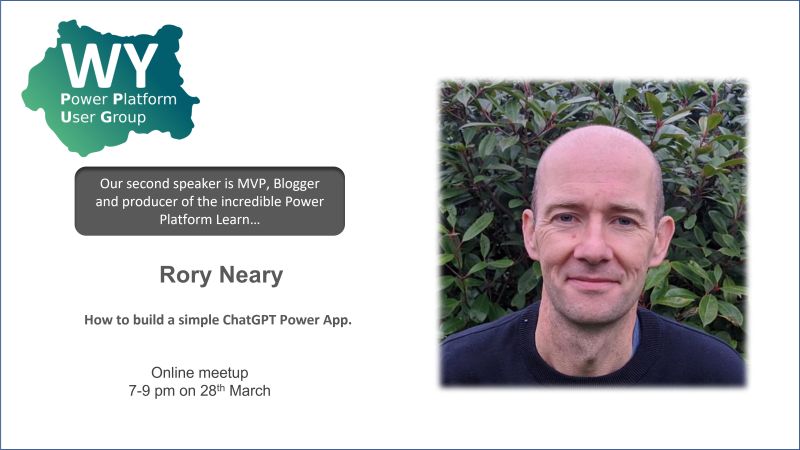 WY
Power Platform
User Group
Our second speaker is MVP, Blogger
and producer of the incredible Power
Platform Learn...
Rory Neary
How to build a simple ChatGPT Power App.
Online meetup
7-9 pm on 28th March